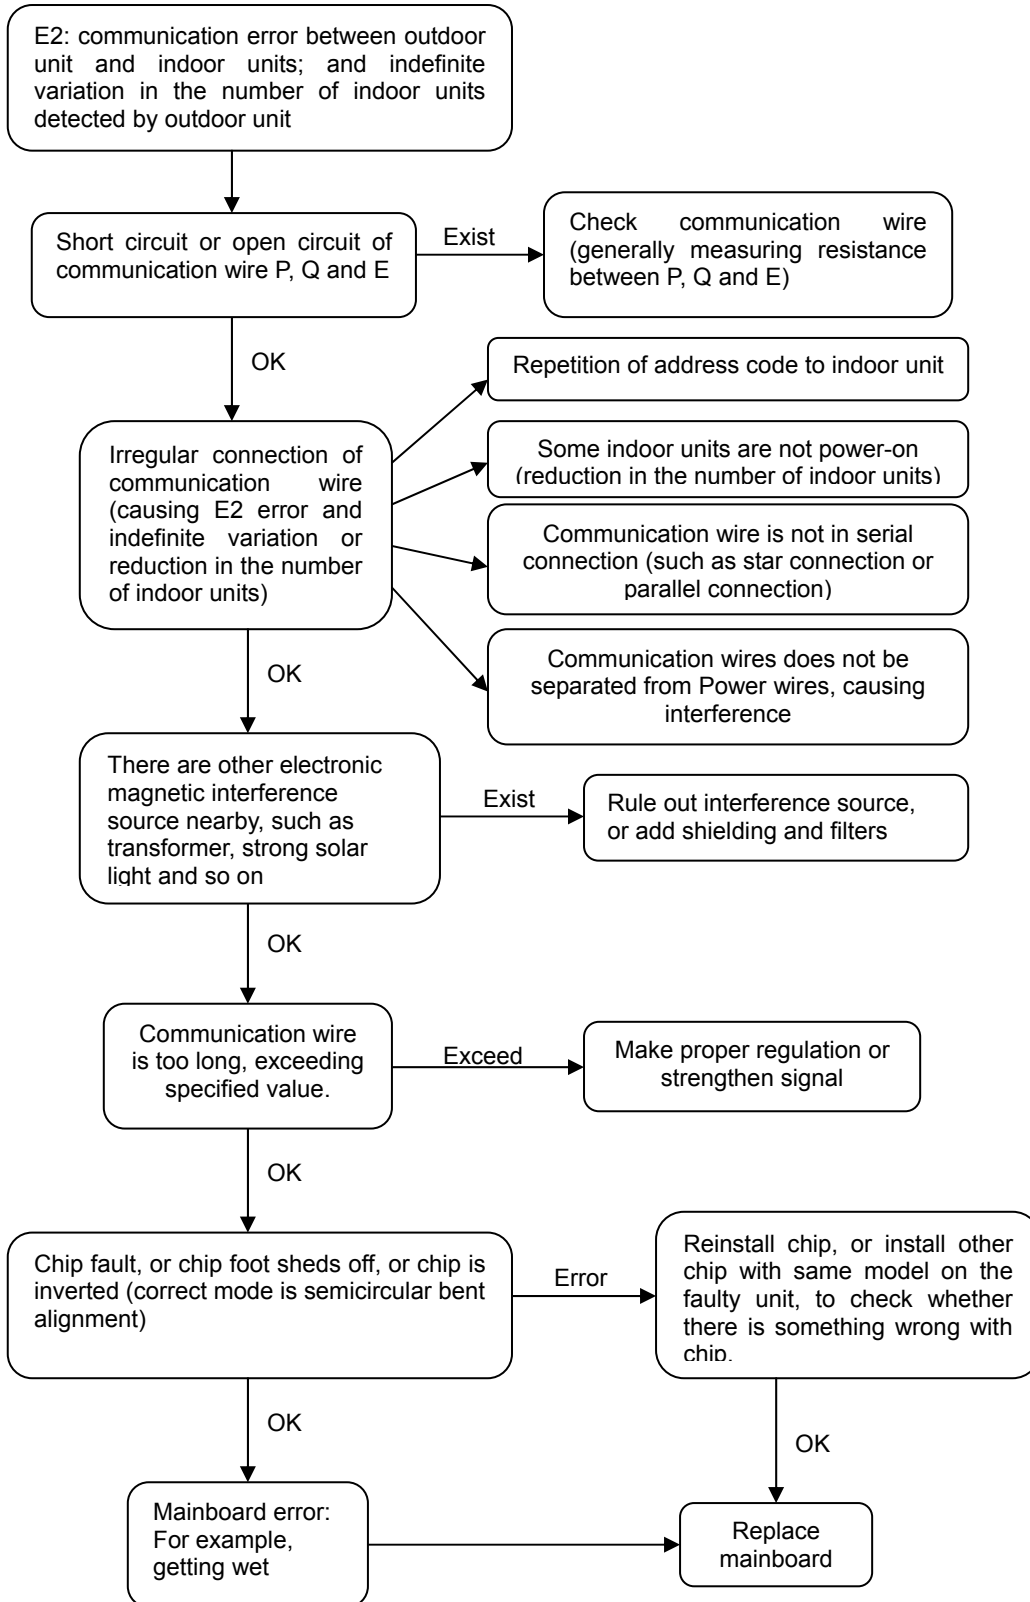 E2: communication error between outdoor
unit and indoor units; and indefinite
variation in the number of indoor units
detected by outdoor unit
Short circuit or open circuit of
communication wire P, Q and E
Exist
Check communication wire
(generally measuring resistance
between P, Q and E)
OK
Repetition of address code to indoor unit
Irregular connection of
communication wire
(causing E2 error and
indefinite variation or
reduction in the number
of indoor units)
Some indoor units are not power-on
(reduction in the number of indoor units)
Communication wire is not in serial
connection (such as star connection or
parallel connection)
Communication wires does not be
separated from Power wires, causing
interference
OK
There are other electronic
magnetic interference
source nearby, such as
transformer, strong solar
light and so on
Exist
Rule out interference source,
or add shielding and filters
OK
Communication wire
is too long, exceeding
specified value.
Exceed
Make proper regulation or
strengthen signal
OK
Chip fault, or chip foot sheds off, or chip is
inverted (correct mode is semicircular bent
alignment)
Error
Reinstall chip, or install other
chip with same model on the
faulty unit, to check whether
there is something wrong with
chip.
OK
OK
Mainboard error:
For example,
getting wet
Replace
mainboard